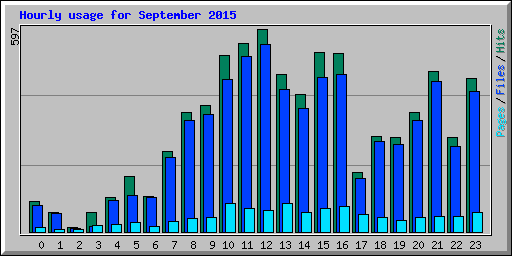 Hourly usage for September 2015
597
Pages / Files / Hits
0 1 2 3 4 5 6 7 8 9 10 11 12 13 14 15 16 17 18 19 20 21 22 23